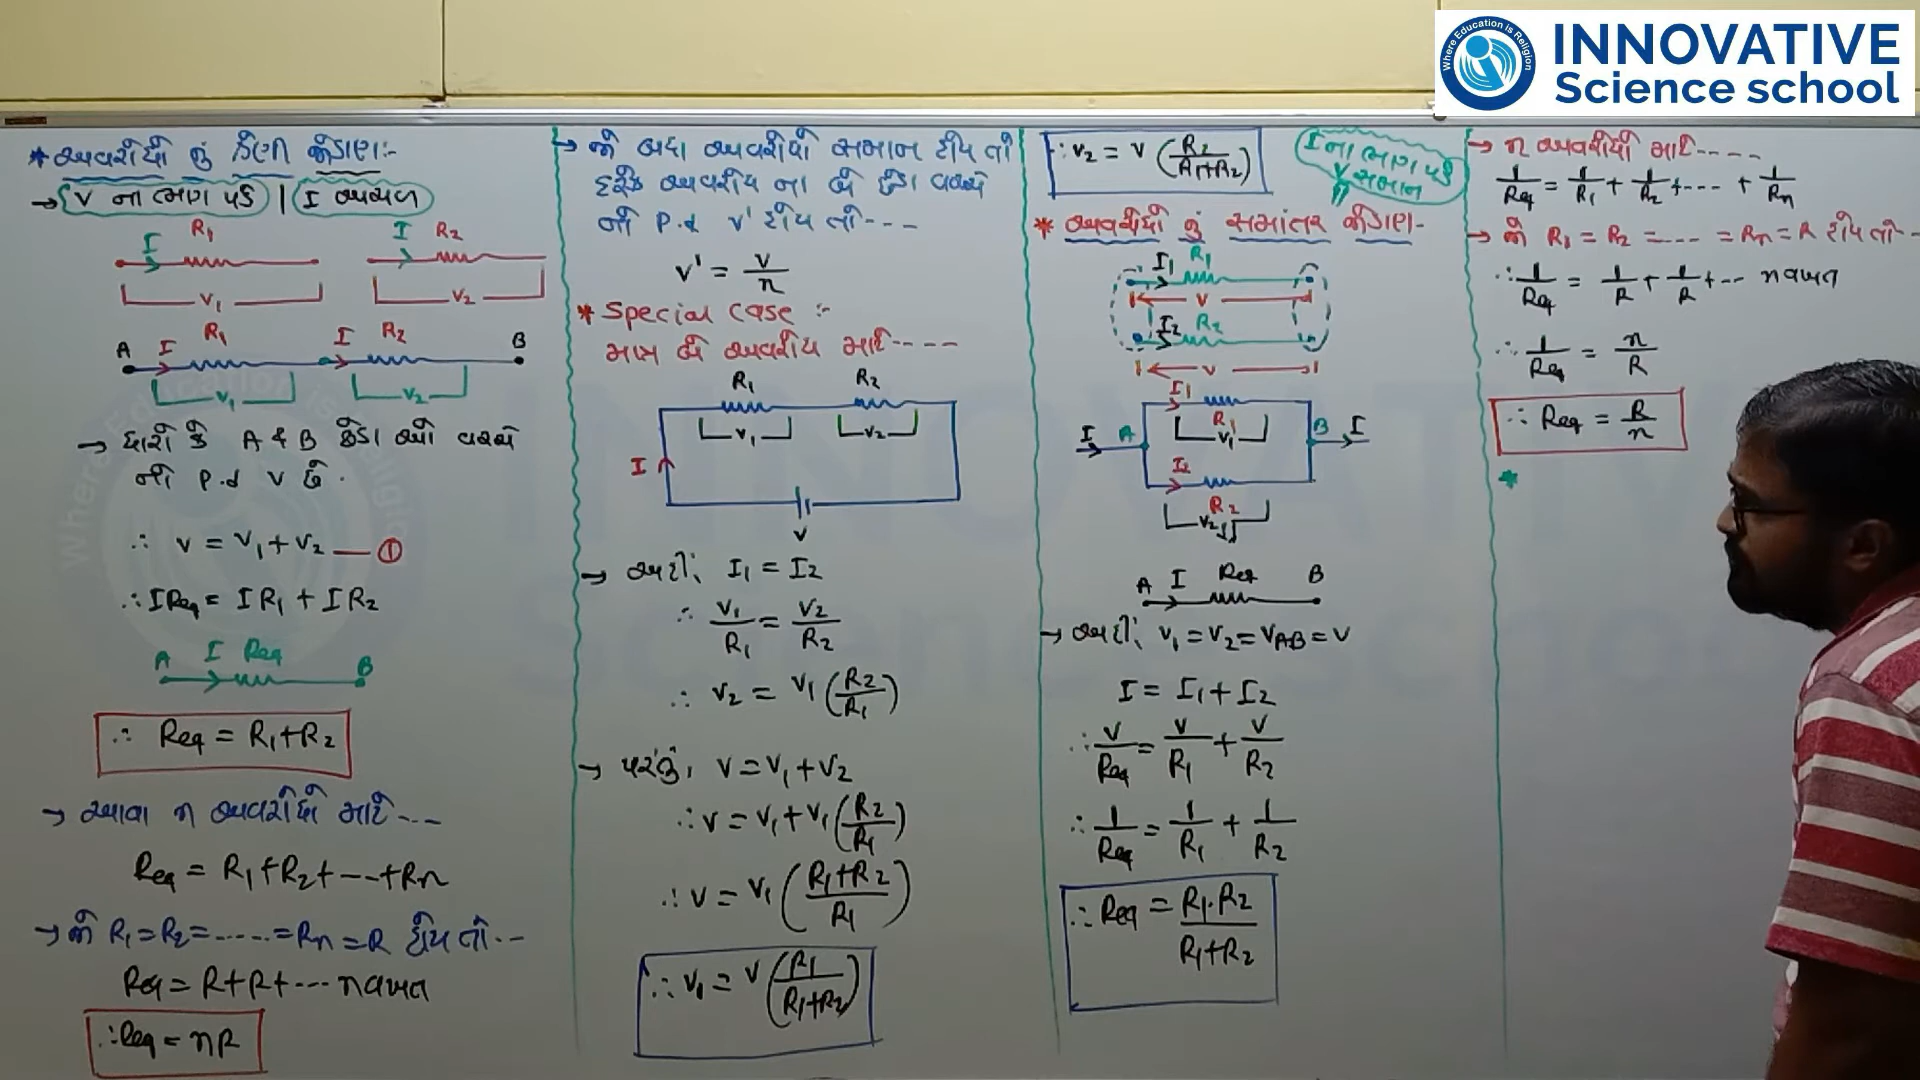 * અવરોધો નું શ્રેણી જોડાણ:-
→ V ના ભાગ પડે | I અચળ
I R₁ I R₂
V₁ V₂
A I R₁ I R₂ B
V₁ V₂
→ ધારો કે A & B છેડા ઓ વચ્ચે
નો P.d V છે.
∴ V = V₁ + V₂ — ①
∴ IReq = IR₁ + IR₂
A I Req B
∴ Req = R₁+R₂
→ આવા n અવરોધો માટે---
Req = R₁+R₂+---+Rn
→ જો R₁=R₂=-----=Rn=R હોય તો--
Req = R+R+--- n વખત
∴ Req = nR
→ જો બધા અવરોધો સમાન હોય તો
દરેક અવરોધ ના બે છેડા વચ્ચે
નો P.d V' હોય તો---
V' = V/n
* Special case :-
માત્ર બે અવરોધ માટે----
R₁ R₂
V₁ V₂
I
V
→ અહીં, I₁ = I₂
∴ V₁/R₁ = V₂/R₂
∴ V₂ = V₁ (R₂/R₁)
→ પરંતુ, V = V₁ + V₂
∴ V = V₁ + V₁ (R₂/R₁)
∴ V = V₁ ((R₁+R₂)/R₁)
∴ V₁ = V (R₁/(R₁+R₂))
∴ V₂ = V (R₂/(R₁+R₂))
I ના ભાગ પડે
V સમાન
* અવરોધો નું સમાંતર જોડાણ-
I₁ R₁
V
I₂ R₂
V
I₁
R₁
V₁
I A B I
I₂
R₂
V₂
A I Req B
→ અહીં, V₁ = V₂ = VAB = V
I = I₁ + I₂
∴ V/Req = V/R₁ + V/R₂
∴ 1/Req = 1/R₁ + 1/R₂
∴ Req = R₁.R₂/(R₁+R₂)
→ n અવરોધો માટે-----
1/Req = 1/R₁ + 1/R₂ +---- + 1/Rn
→ જો R₁ = R₂ =---- = Rn = R હોય તો--
∴ 1/Req = 1/R + 1/R +--- n વખત
∴ 1/Req = n/R
∴ Req = R/n
*
Where Education is Religion
INNOVATIVE
Science school